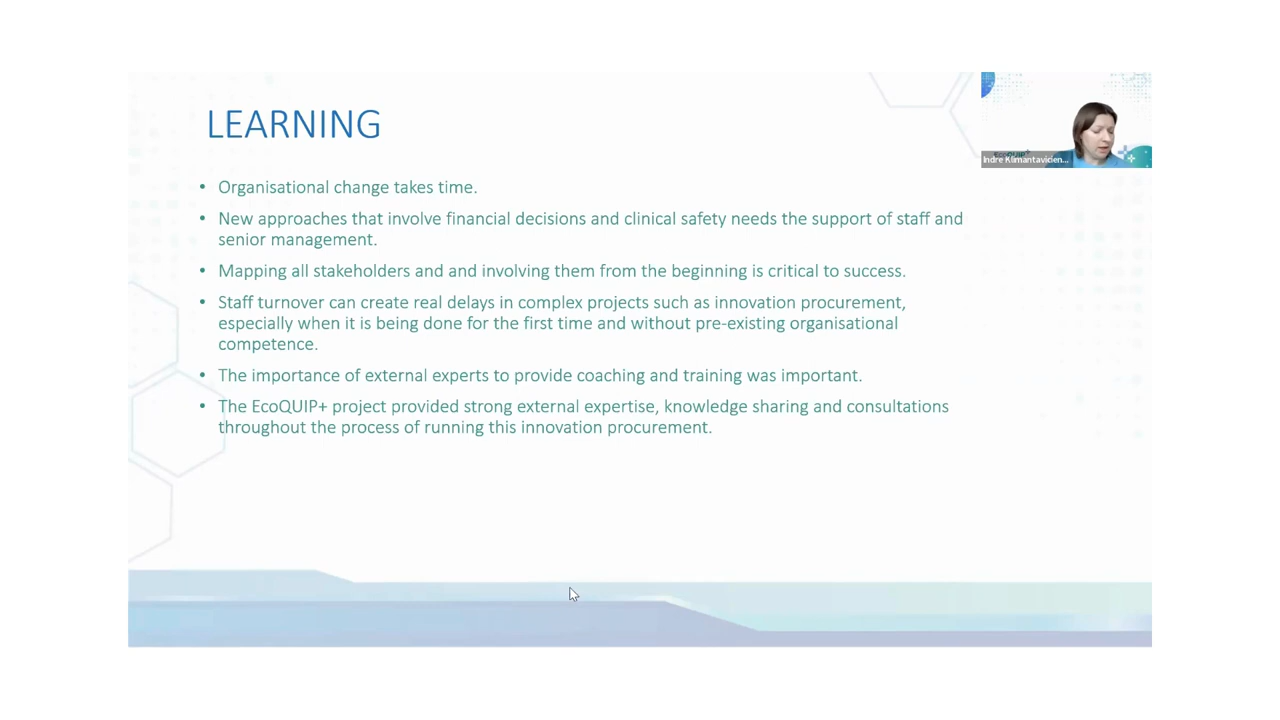 LEARNING
Indre Klimantavicien...
• Organisational change takes time.
• New approaches that involve financial decisions and clinical safety needs the support of staff and
senior management.
• Mapping all stakeholders and and involving them from the beginning is critical to success.
• Staff turnover can create real delays in complex projects such as innovation procurement,
especially when it is being done for the first time and without pre-existing organisational
competence.
• The importance of external experts to provide coaching and training was important.
• The EcoQUIP+ project provided strong external expertise, knowledge sharing and consultations
throughout the process of running this innovation procurement.